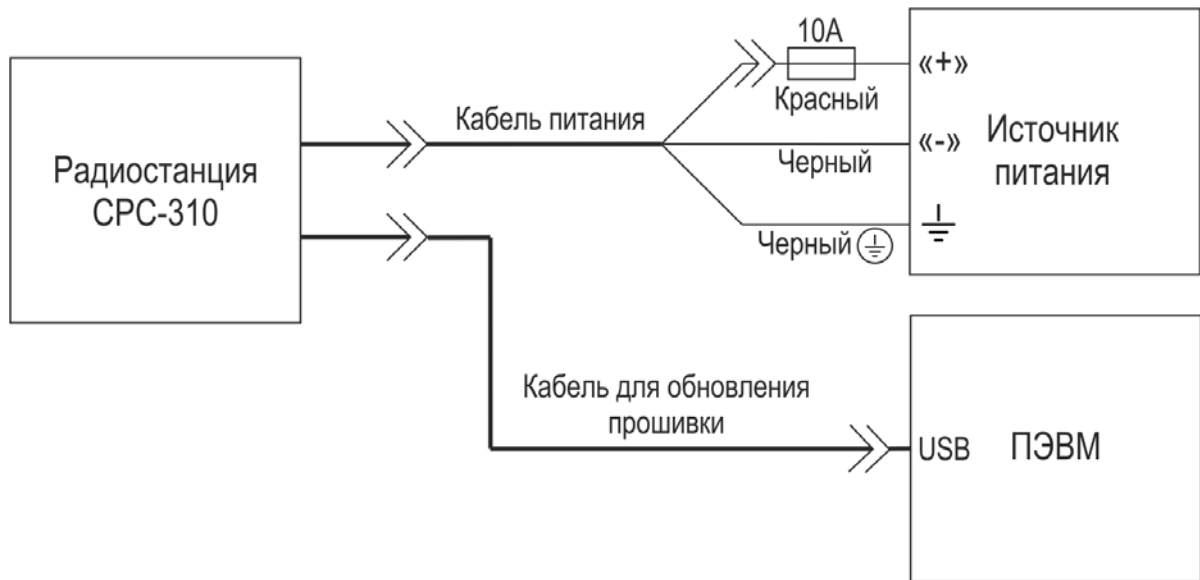 Радиостанция
СРС-310
Кабель питания
10А
Красный
Черный
Черный
«+»
«-»
Источник
питания
Кабель для обновления
прошивки
USB
ПЭВМ